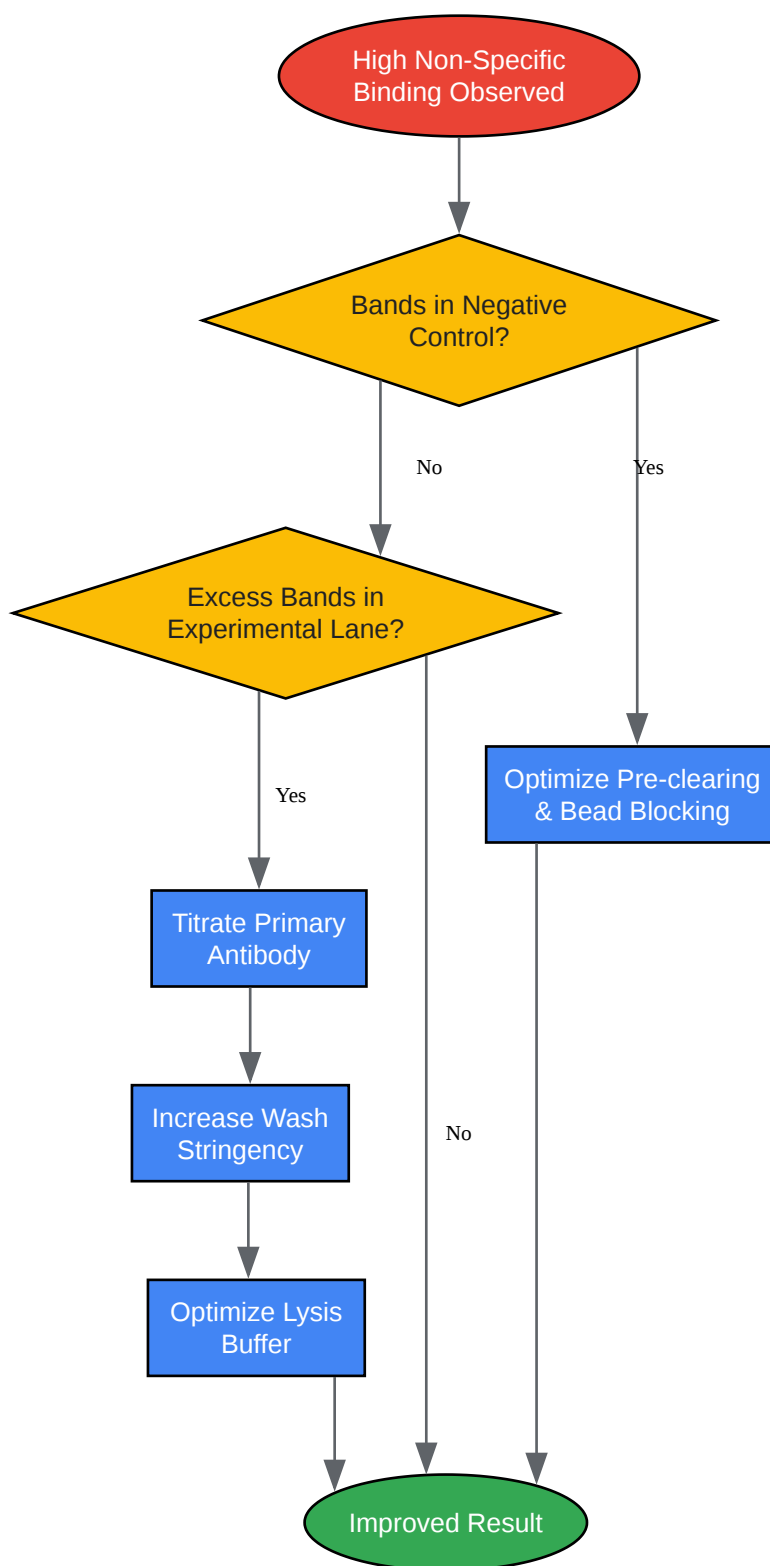 High Non-Specific
Binding Observed
Bands in Negative
Control?
No
Yes
Excess Bands in
Experimental Lane?
Optimize Pre-clearing
& Bead Blocking
Yes
Titrate Primary
Antibody
Increase Wash
Stringency
No
Optimize Lysis
Buffer
Improved Result